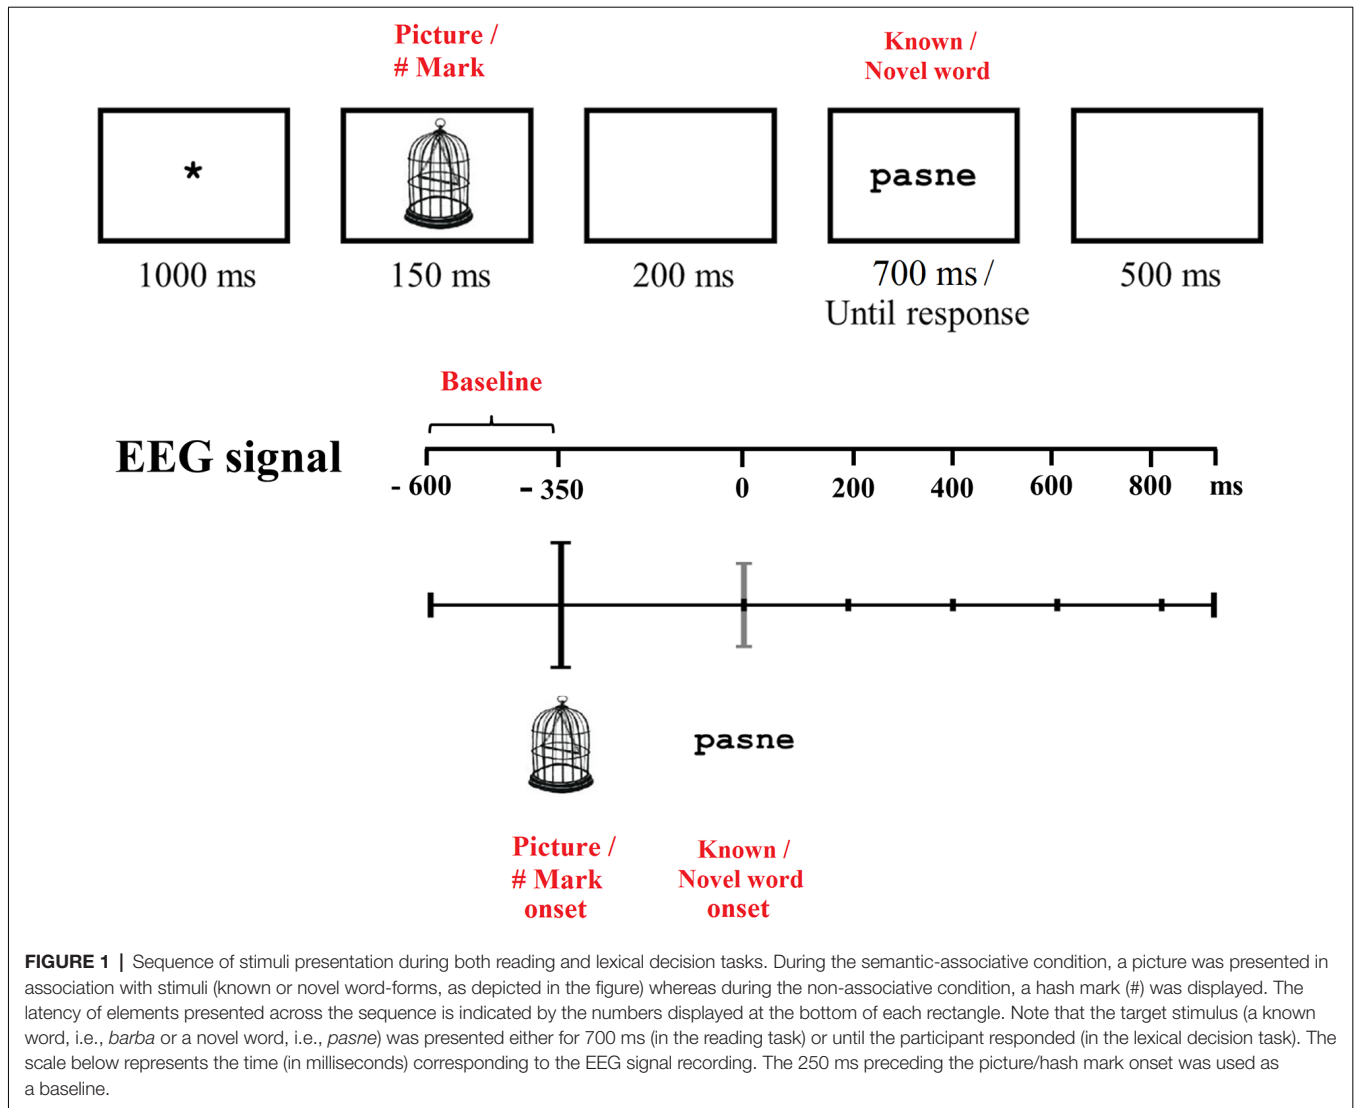 Picture /
# Mark
Known /
Novel word
*
pasne
1000 ms
150 ms
200 ms
700 ms /
Until response
500 ms
Baseline
EEG signal
- 600
- 350
0
200
400
600
800
ms
pasne
Picture /
# Mark
onset
Known /
Novel word
onset
FIGURE 1 | Sequence of stimuli presentation during both reading and lexical decision tasks. During the semantic-associative condition, a picture was presented in
association with stimuli (known or novel word-forms, as depicted in the figure) whereas during the non-associative condition, a hash mark (#) was displayed. The
latency of elements presented across the sequence is indicated by the numbers displayed at the bottom of each rectangle. Note that the target stimulus (a known
word, i.e., barba or a novel word, i.e., pasne) was presented either for 700 ms (in the reading task) or until the participant responded (in the lexical decision task). The
scale below represents the time (in milliseconds) corresponding to the EEG signal recording. The 250 ms preceding the picture/hash mark onset was used as
a baseline.